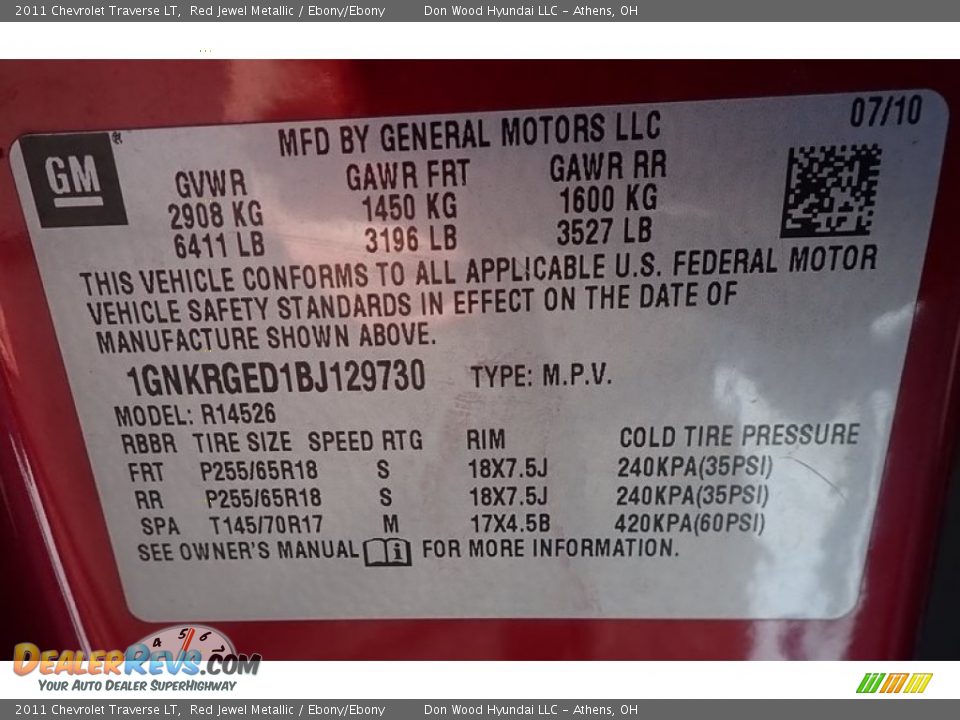 2011 Chevrolet Traverse LT, Red Jewel Metallic / Ebony/Ebony Don Wood Hyundai LLC - Athens, OH
07/10
MFD BY GENERAL MOTORS LLC
GM
GVWR GAWR FRT GAWR RR
2908 KG 1450 KG 1600 KG
6411 LB 3196 LB 3527 LB
THIS VEHICLE CONFORMS TO ALL APPLICABLE U.S. FEDERAL MOTOR
VEHICLE SAFETY STANDARDS IN EFFECT ON THE DATE OF
MANUFACTURE SHOWN ABOVE.
1GNKRGED1BJ129730 TYPE: M.P.V.
MODEL: R14526
RBBR TIRE SIZE SPEED RTG RIM COLD TIRE PRESSURE
FRT P255/65R18 S 18X7.5J 240KPA(35PSI)
RR P255/65R18 S 18X7.5J 240KPA(35PSI)
SPA T145/70R17 M 17X4.5B 420KPA(60PSI)
SEE OWNER'S MANUAL i FOR MORE INFORMATION.
4 5 6 7
DEALERREVS.COM
YOUR AUTO DEALER SUPERHIGHWAY
2011 Chevrolet Traverse LT, Red Jewel Metallic / Ebony/Ebony Don Wood Hyundai LLC - Athens, OH